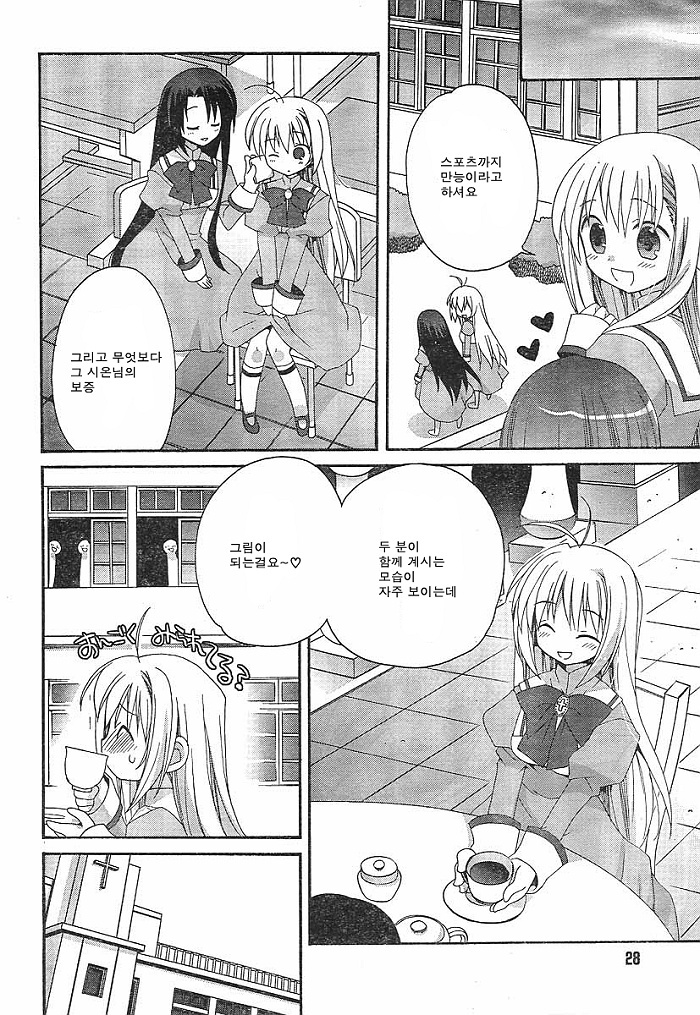 스포츠까지
만능이라고
하셔요
그리고 무엇보다
그 시온님의
보증
두 분이
함께 계시는
모습이
자주 보이는데
그림이
되는걸요~♡
28